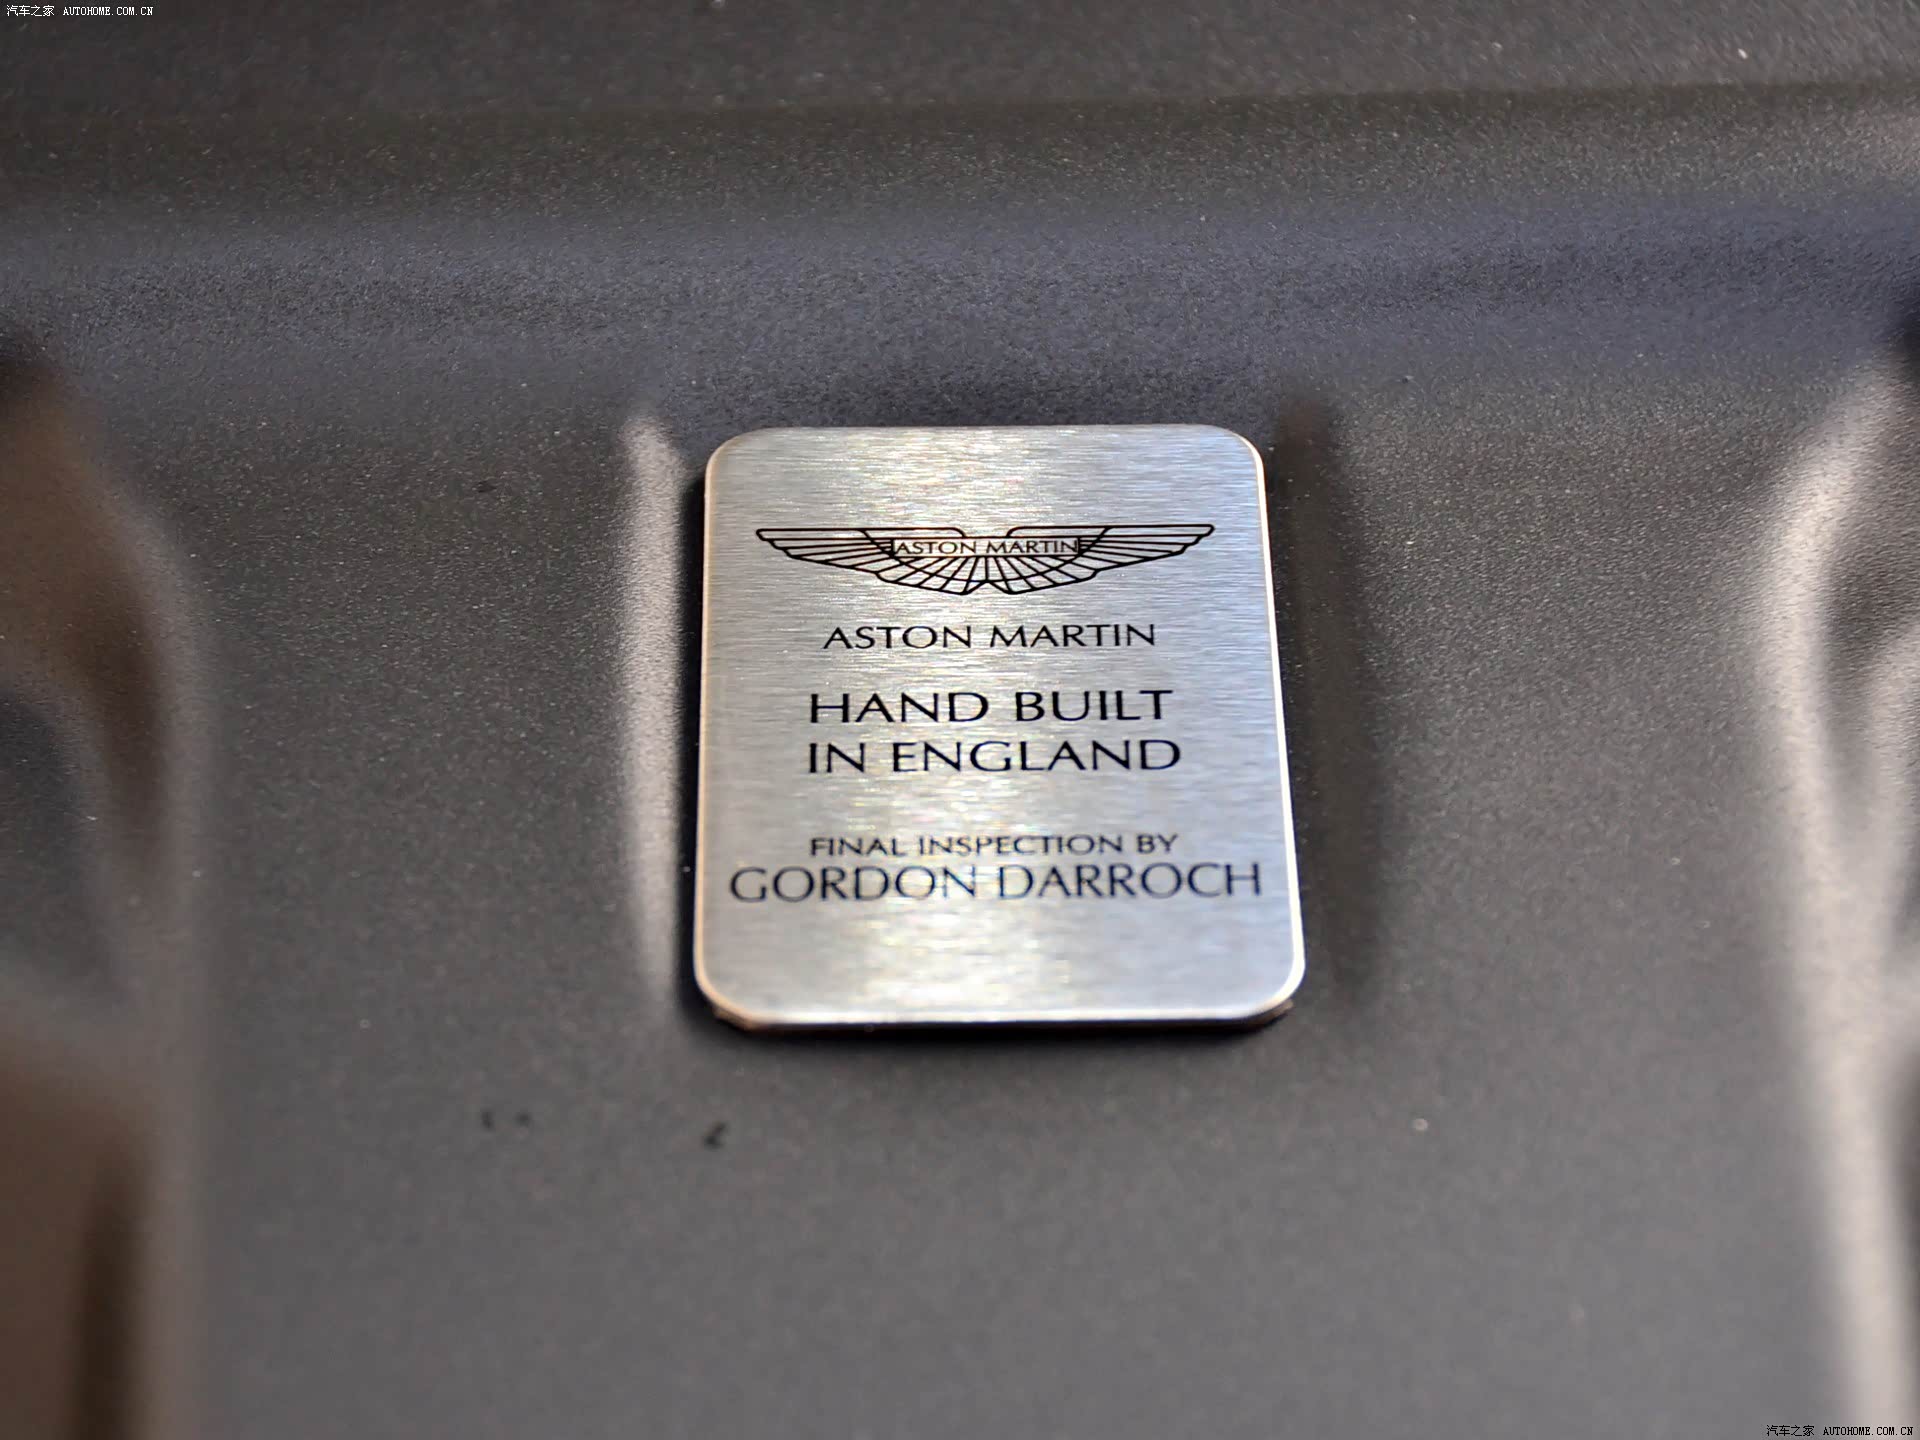 汽车之家 AUTOHOME.COM.CN
ASTON MARTIN
ASTON MARTIN
HAND BUILT
IN ENGLAND
FINAL INSPECTION BY
GORDON DARROCH
汽车之家 AUTOHOME.COM.CN